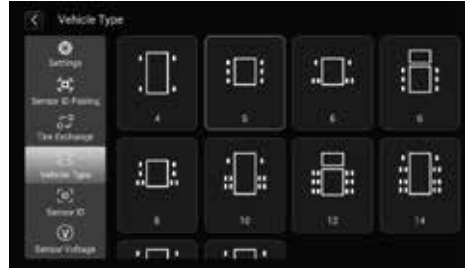 Vehicle Type
Settings
Sensor ID Pairing
Tire Exchange
Vehicle Type
Sensor ID
Sensor Voltage
4
6
6
8
10
12
14